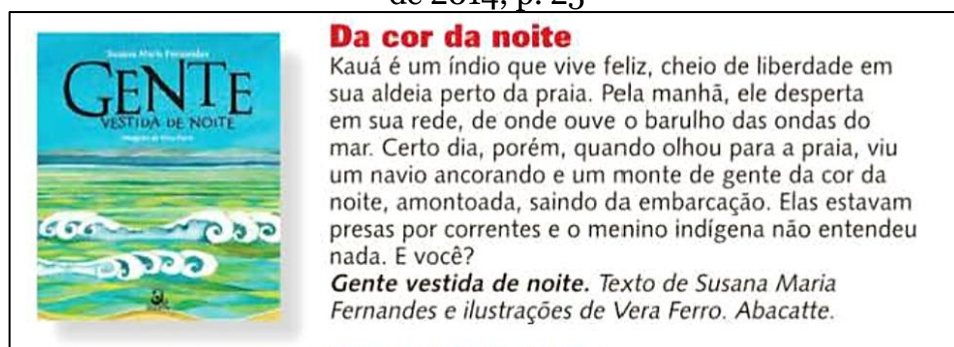 de 2014, p. 25
Susana Maria Fernandes
GENTE
VESTIDA DE NOITE
Da cor da noite
Kauá é um índio que vive feliz, cheio de liberdade em
sua aldeia perto da praia. Pela manhã, ele desperta
em sua rede, de onde ouve o barulho das ondas do
mar. Certo dia, porém, quando olhou para a praia, viu
um navio ancorando e um monte de gente da cor da
noite, amontoada, saindo da embarcação. Elas estavam
presas por correntes e o menino indígena não entendeu
nada. E você?
Gente vestida de noite. Texto de Susana Maria
Fernandes e ilustrações de Vera Ferro. Abacatte.